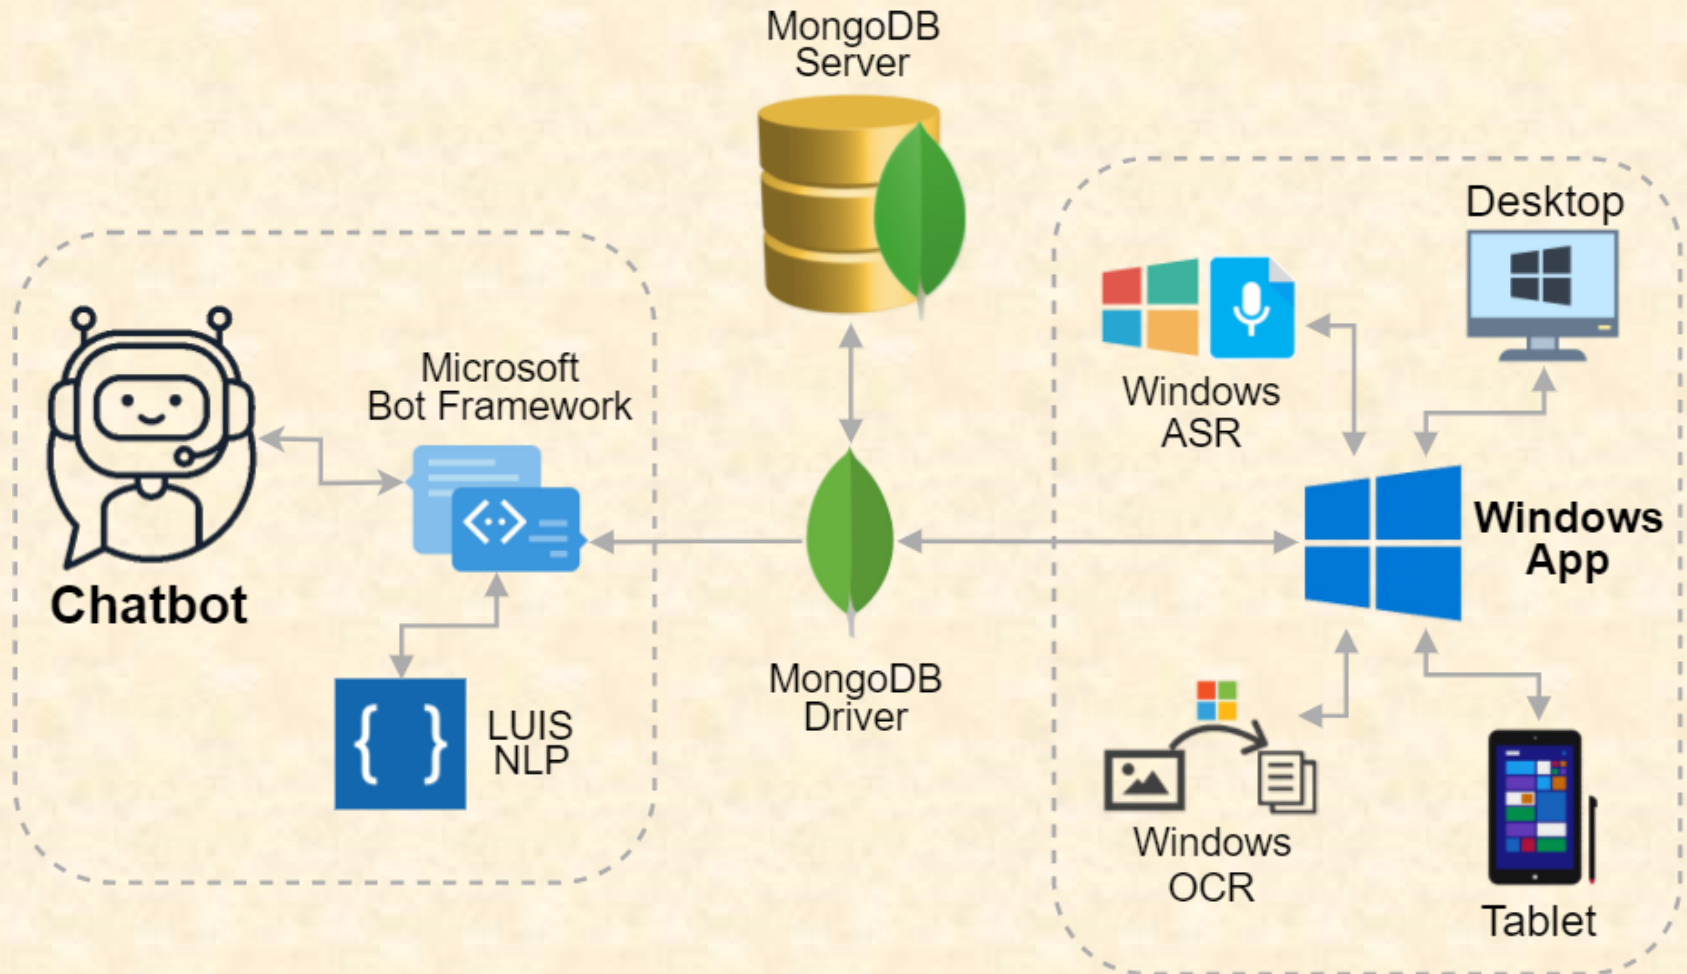 MongoDB
Server
Desktop
Microsoft
Bot Framework
Windows
ASR
Windows
App
Chatbot
LUIS
NLP
MongoDB
Driver
Windows
OCR
Tablet